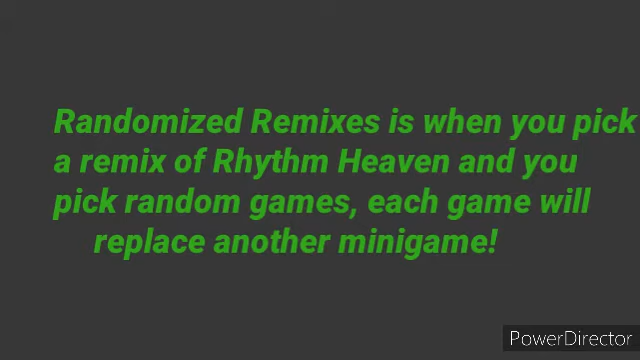 Randomized Remixes is when you pick
a remix of Rhythm Heaven and you
pick random games, each game will
replace another minigame!
PowerDirector